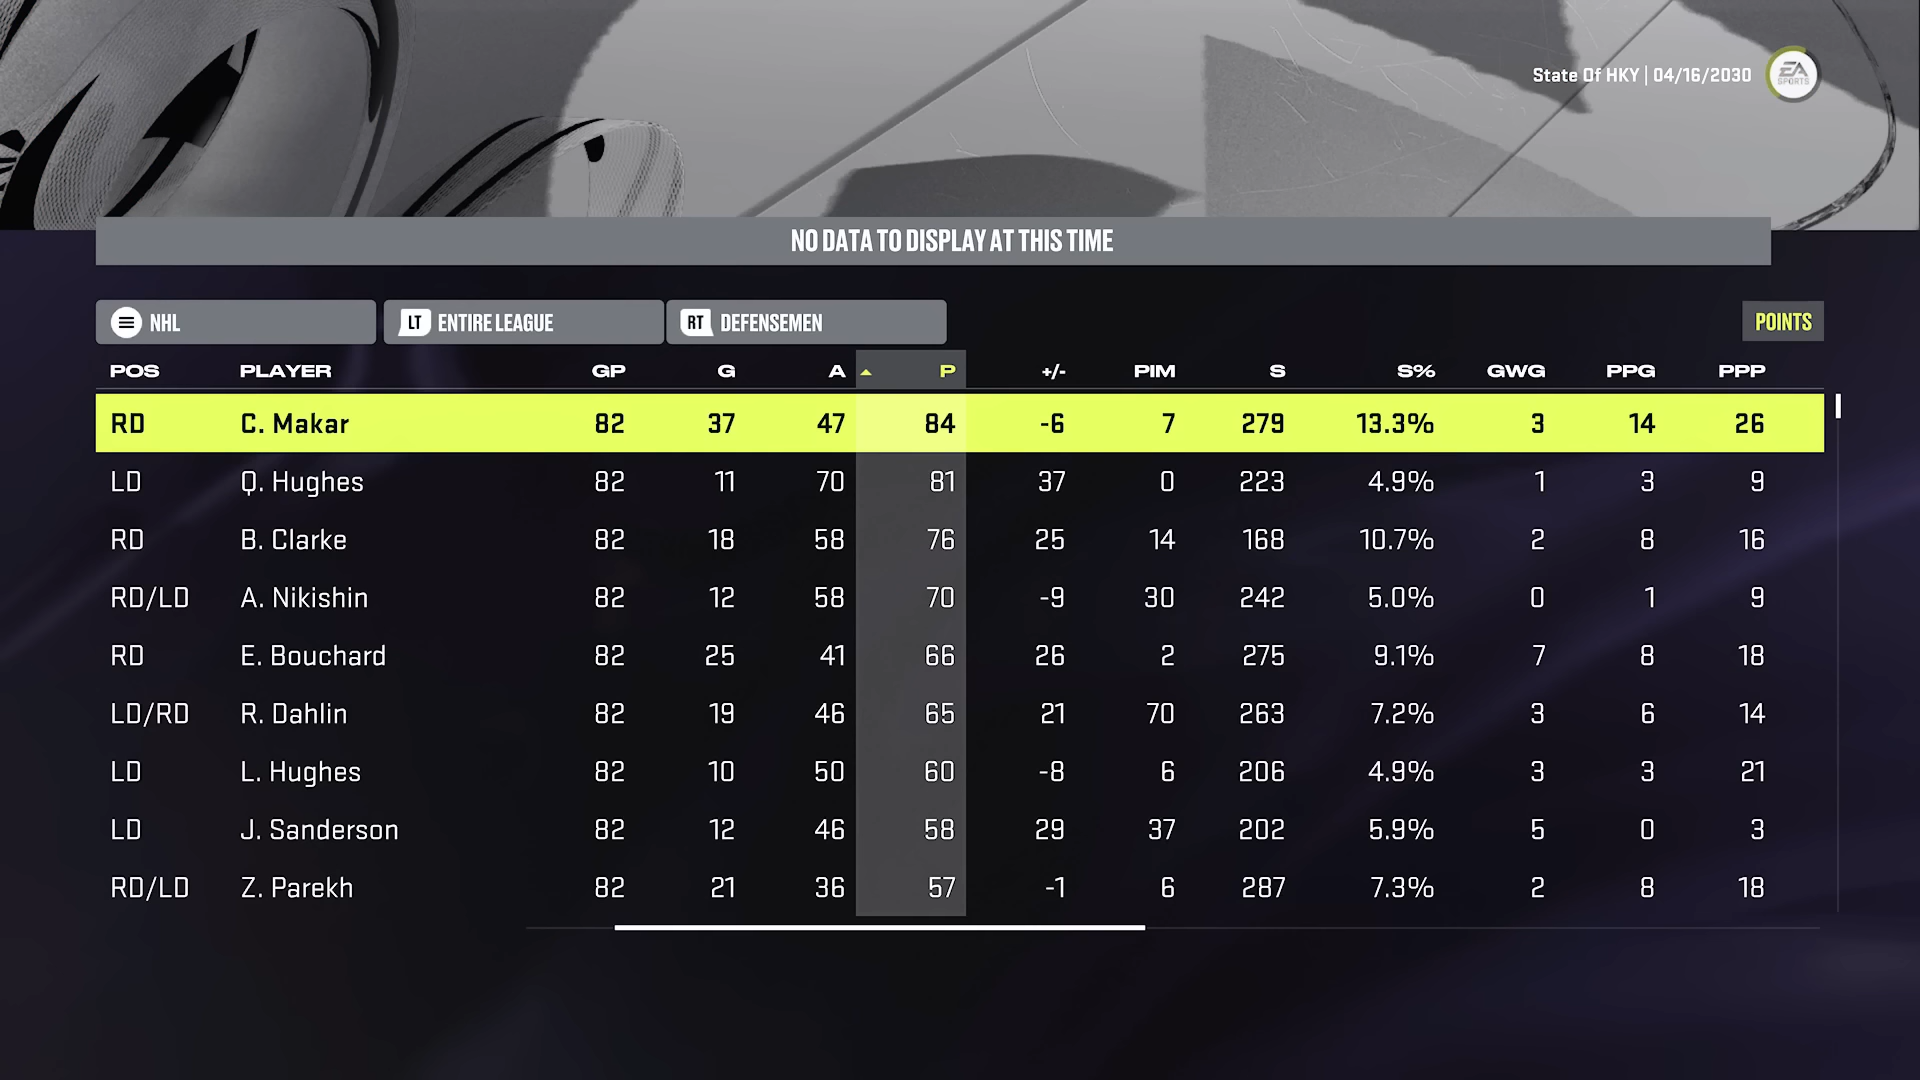 State Of HKY | 04/16/2030
EA SPORTS
NO DATA TO DISPLAY AT THIS TIME
NHL LT ENTIRE LEAGUE RT DEFENSEMEN POINTS
POS PLAYER GP G A P +/- PIM S S% GWG PPG PPP
RD C. Makar 82 37 47 84 -6 7 279 13.3% 3 14 26
LD Q. Hughes 82 11 70 81 37 0 223 4.9% 1 3 9
RD B. Clarke 82 18 58 76 25 14 168 10.7% 2 8 16
RD/LD A. Nikishin 82 12 58 70 -9 30 242 5.0% 0 1 9
RD E. Bouchard 82 25 41 66 26 2 275 9.1% 7 8 18
LD/RD R. Dahlin 82 19 46 65 21 70 263 7.2% 3 6 14
LD L. Hughes 82 10 50 60 -8 6 206 4.9% 3 3 21
LD J. Sanderson 82 12 46 58 29 37 202 5.9% 5 0 3
RD/LD Z. Parekh 82 21 36 57 -1 6 287 7.3% 2 8 18